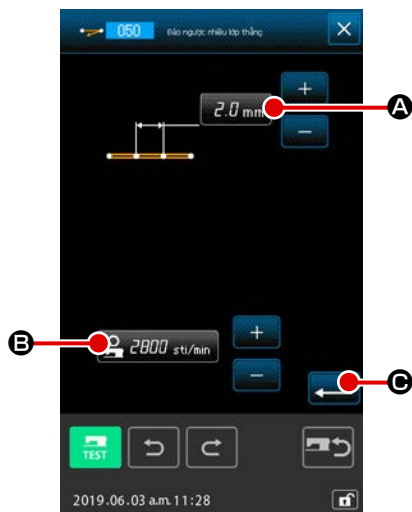 050 Đảo ngược nhiều lớp thẳng
2.0 mm
A
B
2800 sti/min
C
TEST
2019.06.03 a.m.11:28